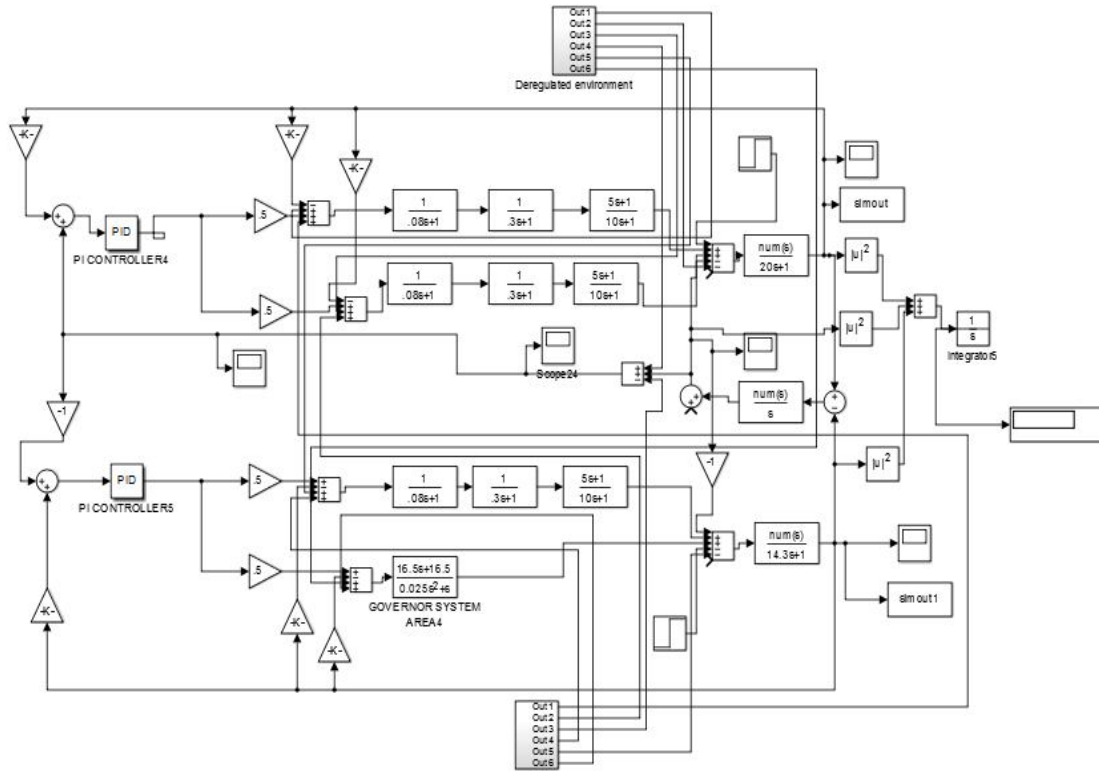 Out1
Out2
Out3
Out4
Out5
Out6
Deregulated environment
-K-
-K-
-K-
PID
PI CONTROLLER4
.5
1
.08s+1
1
.3s+1
5s+1
10s+1
num(s)
20s+1
simout
|u|²
.5
1
.08s+1
1
.3s+1
5s+1
10s+1
|u|²
1
s
Integrator5
Scope24
num(s)
s
-1
-1
|u|²
PID
PI CONTROLLER5
.5
1
.08s+1
1
.3s+1
5s+1
10s+1
num(s)
14.3s+1
.5
16.5s+16.5
0.025s²+s
GOVERNOR SYSTEM
AREA4
simout1
-K-
-K-
-K-
Out1
Out2
Out3
Out4
Out5
Out6